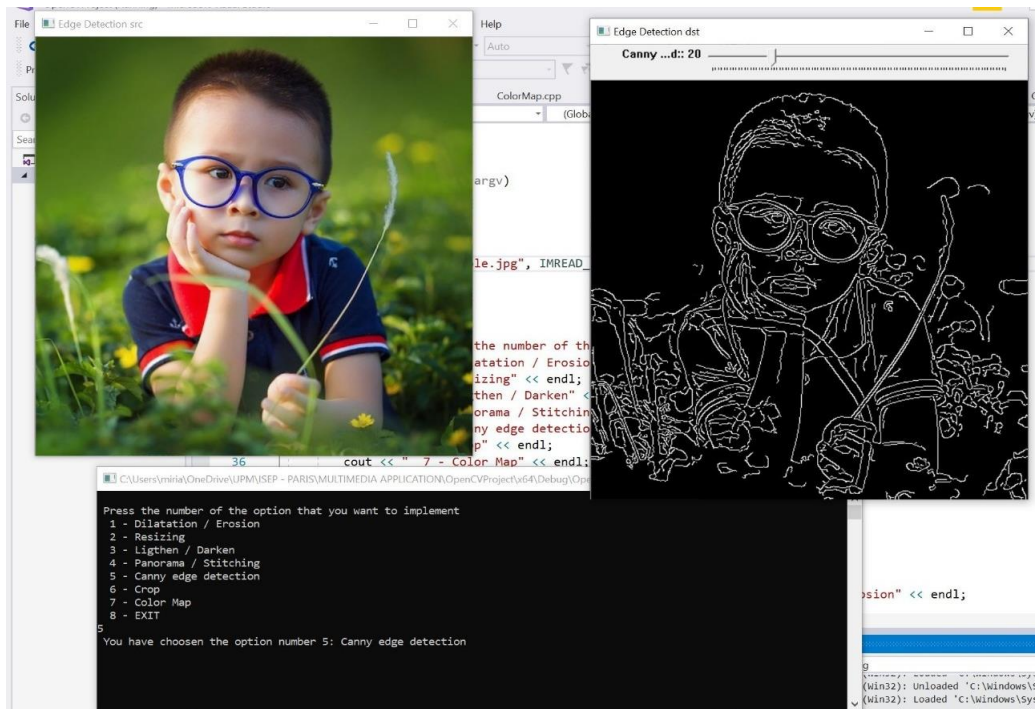 File
Edge Detection src
Help
Auto
ColorMap.cpp
argv)
le.jpg", IMREAD_
the number of th
atation / Erosio
izing" << endl;
then / Darken" <
orama / Stitchin
ny edge detectio
p" << endl;
36 cout << " 7 - Color Map" << endl;
Edge Detection dst
Canny ...d:: 20
C:\Users\miria\OneDrive\UPM\ISEP - PARIS\MULTIMEDIA APPLICATION\OpenCVProject\x64\Debug\Ope
Press the number of the option that you want to implement
1 - Dilatation / Erosion
2 - Resizing
3 - Ligthen / Darken
4 - Panorama / Stitching
5 - Canny edge detection
6 - Crop
7 - Color Map
8 - EXIT
5
You have choosen the option number 5: Canny edge detection
osion" << endl;
(Win32): Unloaded 'C:\Windows\S
(Win32): Loaded 'C:\Windows\Sys